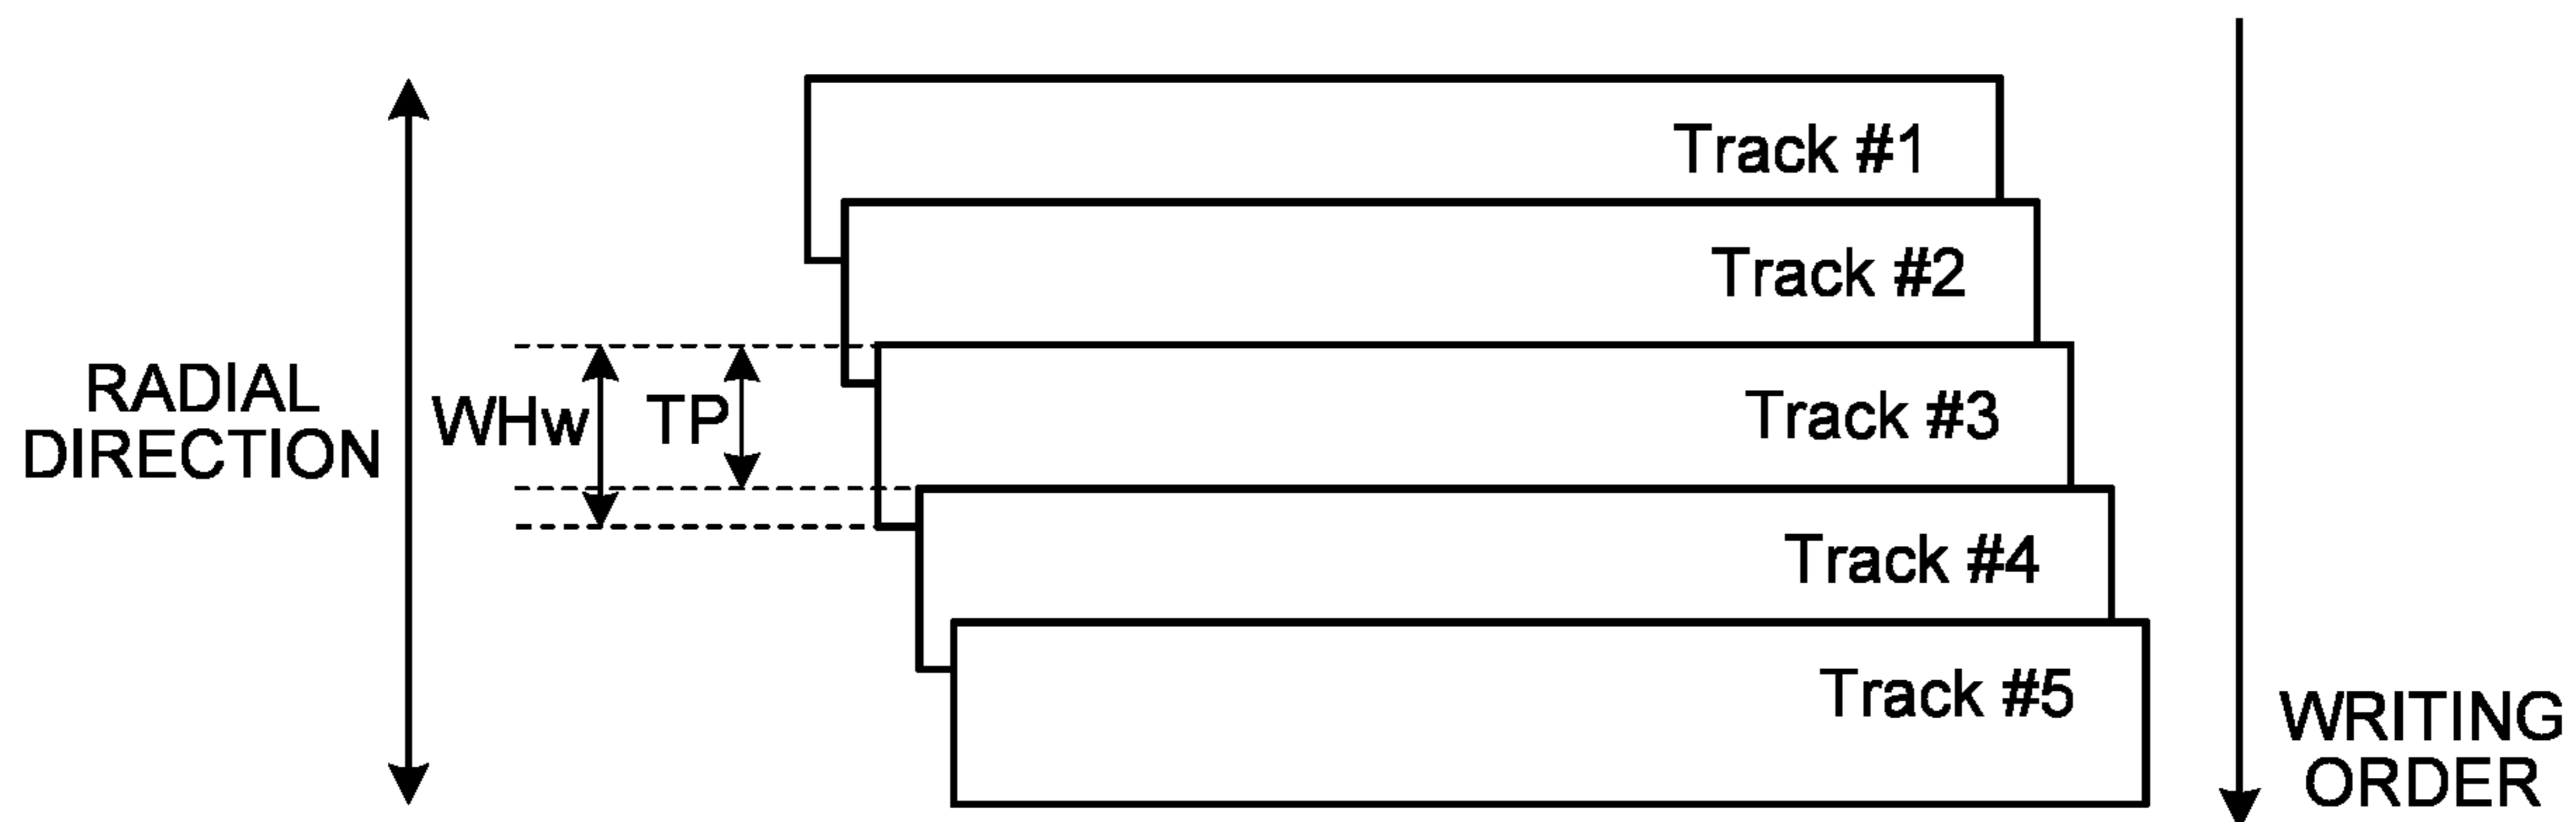 Track #1
Track #2
RADIAL
DIRECTION
WHw
TP
Track #3
Track #4
Track #5
WRITING
ORDER